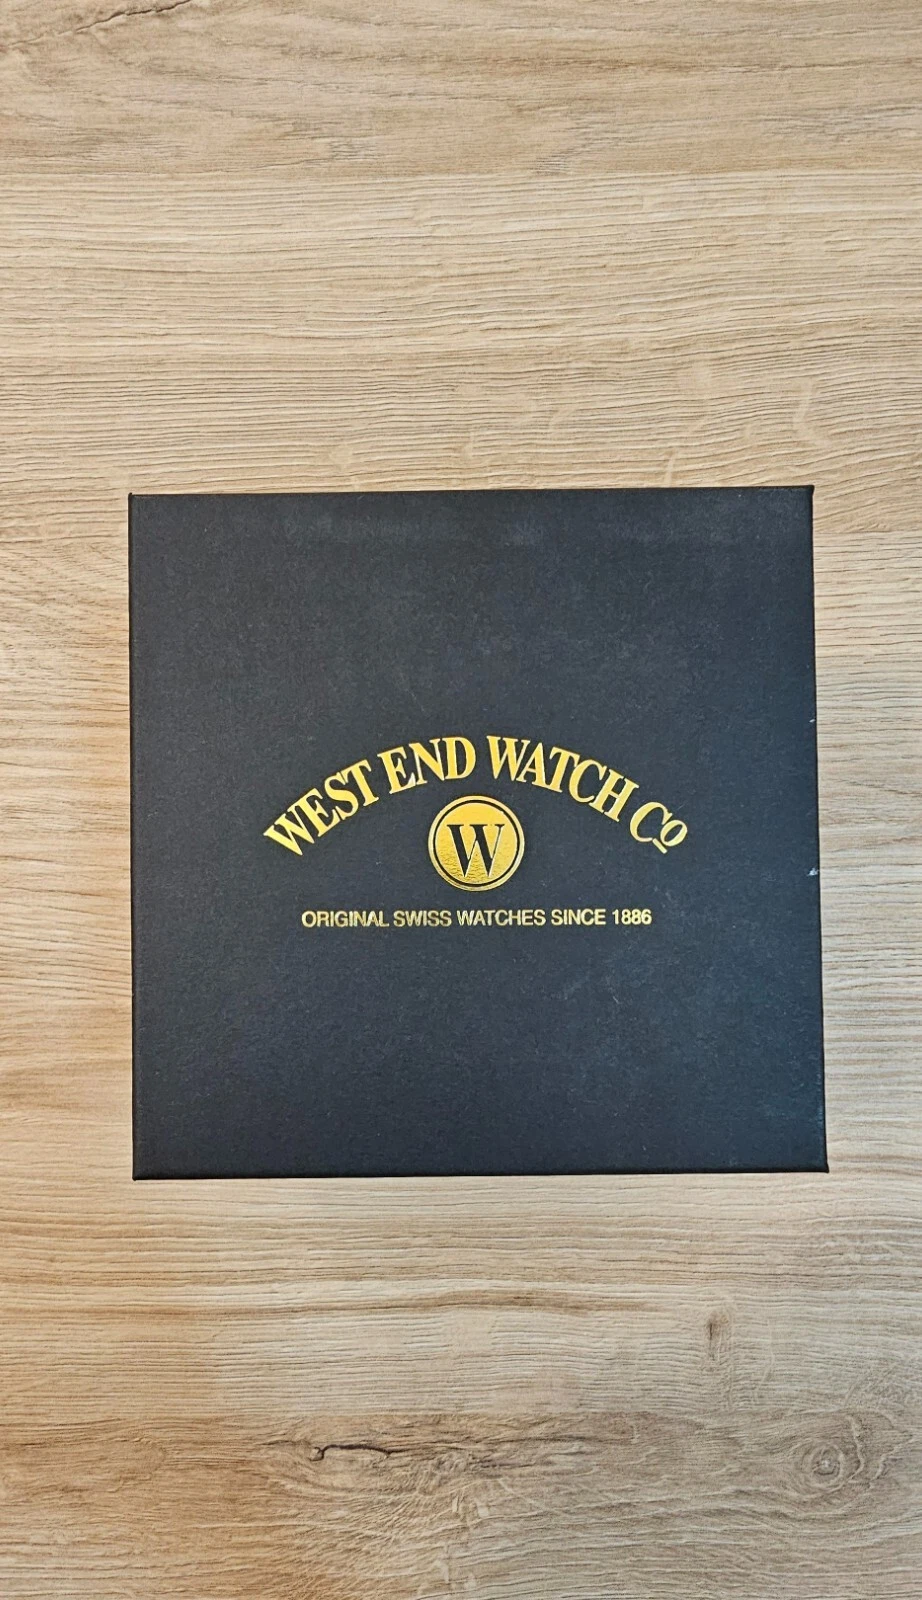 WEST END WATCH Co
W
ORIGINAL SWISS WATCHES SINCE 1886